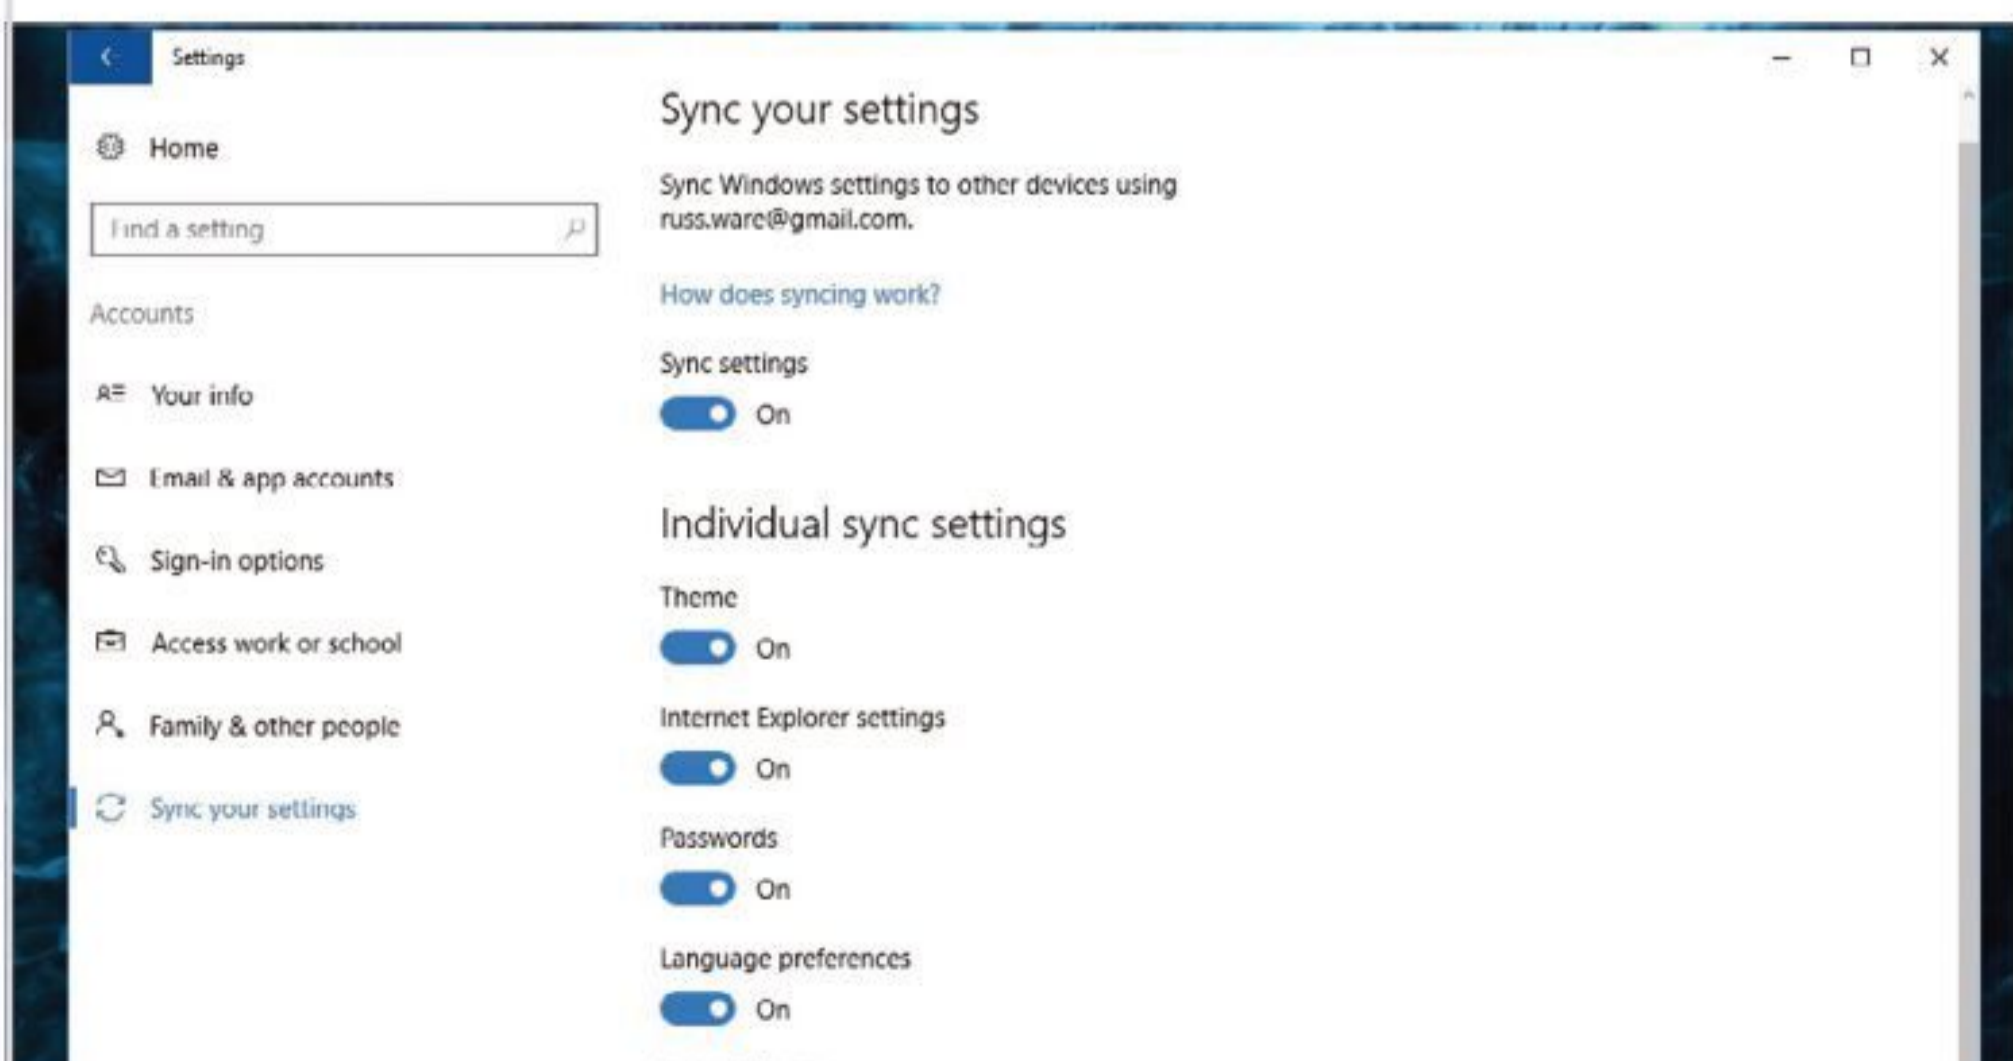 Settings
Home
Find a setting
Accounts
Your info
Email & app accounts
Sign-in options
Access work or school
Family & other people
Sync your settings
Sync your settings
Sync Windows settings to other devices using
russ.ware@gmail.com.
How does syncing work?
Sync settings
On
Individual sync settings
Theme
On
Internet Explorer settings
On
Passwords
On
Language preferences
On